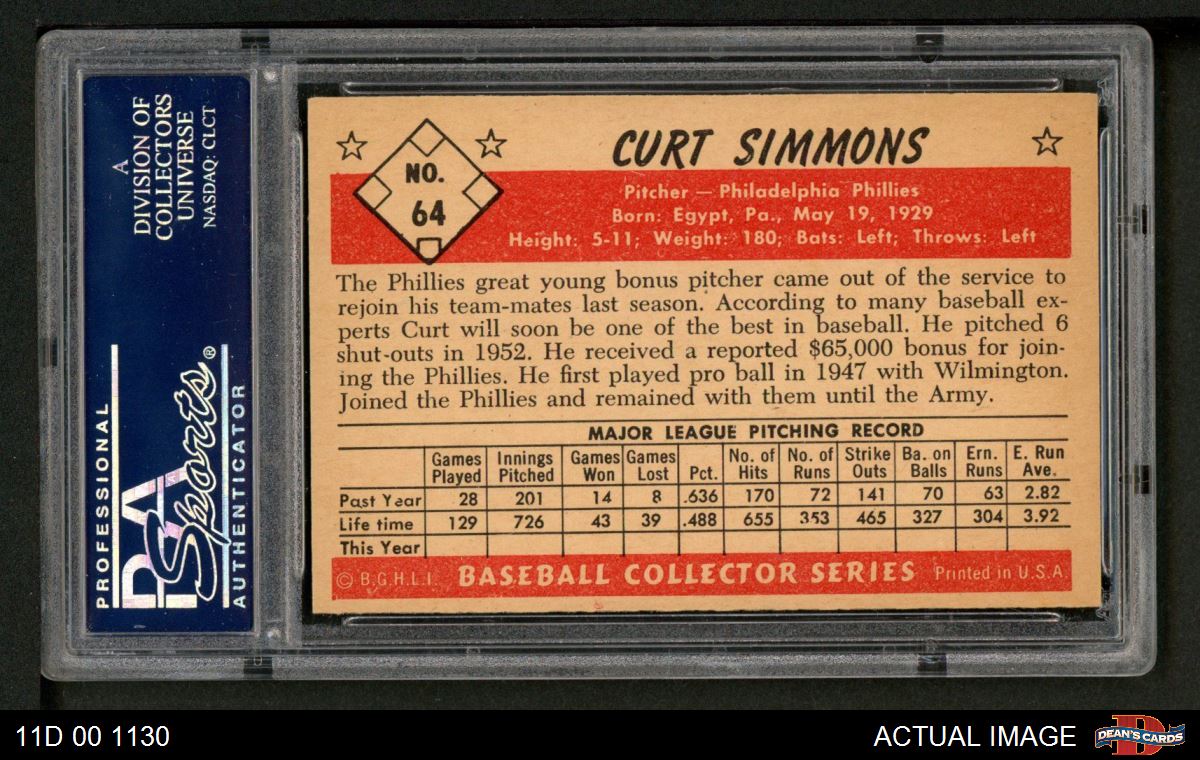 A
DIVISION OF
COLLECTORS
UNIVERSE
NASDAQ: CLCT
PROFESSIONAL
PSA
Sports®
AUTHENTICATOR
NO.
64
CURT SIMMONS
Pitcher — Philadelphia Phillies
Born: Egypt, Pa., May 19, 1929
Height: 5-11; Weight: 180; Bats: Left; Throws: Left
The Phillies great young bonus pitcher came out of the service to
rejoin his team-mates last season. According to many baseball ex-
perts Curt will soon be one of the best in baseball. He pitched 6
shut-outs in 1952. He received a reported $65,000 bonus for join-
ing the Phillies. He first played pro ball in 1947 with Wilmington.
Joined the Phillies and remained with them until the Army.
MAJOR LEAGUE PITCHING RECORD
Games Played Innings Pitched Games Won Games Lost Pct. No. of Hits No. of Runs Strike Outs Ba. on Balls Ern. Runs E. Run Ave.
Past Year 28 201 14 8 .636 170 72 141 70 63 2.82
Life time 129 726 43 39 .488 655 353 465 327 304 3.92
This Year
© B.G.H.L.I. BASEBALL COLLECTOR SERIES Printed in U.S.A.
11D 00 1130
ACTUAL IMAGE
D
DEAN'S CARDS